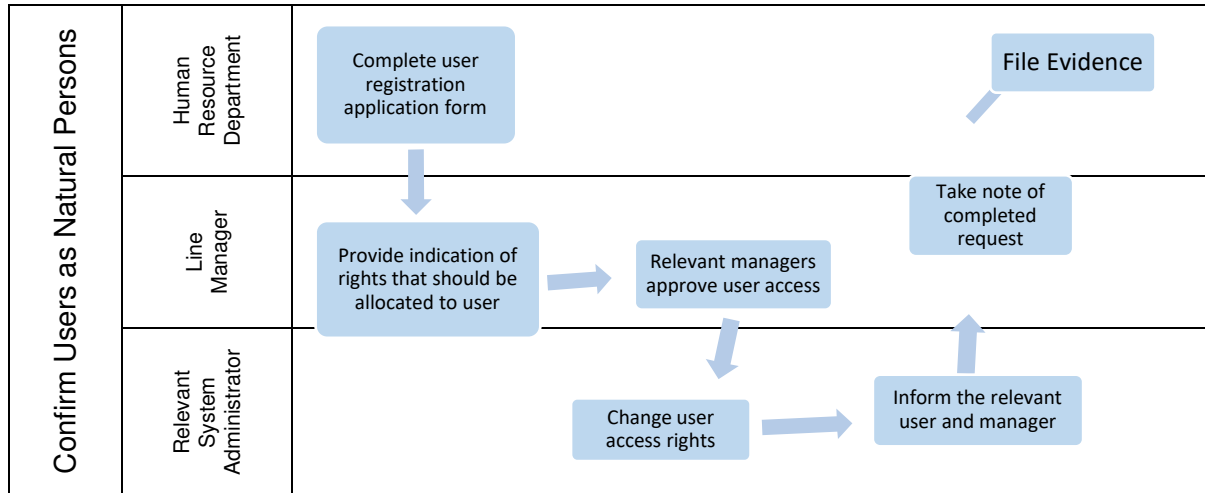 Confirm Users as Natural Persons
Human
Resource
Department
Complete user
registration
application form
File Evidence
Line
Manager
Provide indication of
rights that should be
allocated to user
Relevant managers
approve user access
Take note of
completed
request
Relevant
System
Administrator
Change user
access rights
Inform the relevant
user and manager